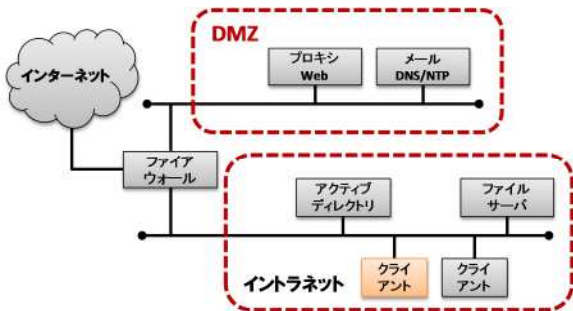 DMZ
インターネット
プロキシ
Web
メール
DNS/NTP
ファイア
ウォール
アクティブ
ディレクトリ
ファイル
サーバ
イントラネット
クライ
アント
クライ
アント